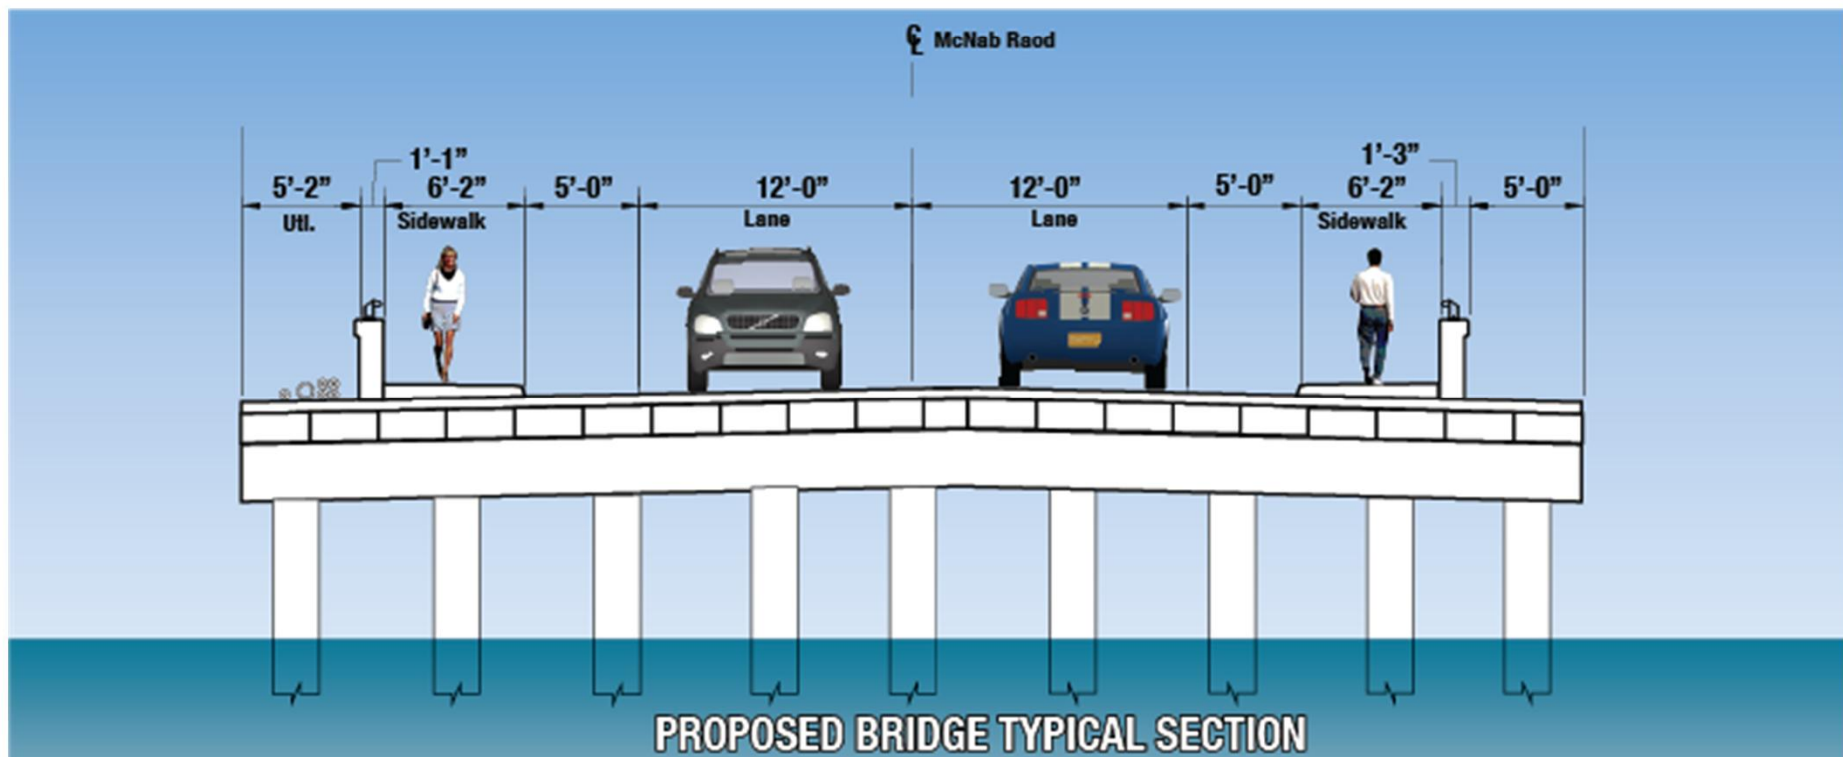 ℄ McNab Raod
1'-1” 1'-3”
5'-2” 6'-2” 5'-0” 12'-0” 12'-0” 5'-0” 6'-2” 5'-0”
Utl. Sidewalk Lane Lane Sidewalk
PROPOSED BRIDGE TYPICAL SECTION